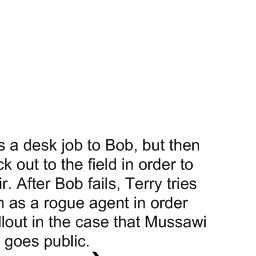 s a desk job to Bob, but then
ck out to the field in order to
ir. After Bob fails, Terry tries
n as a rogue agent in order
llout in the case that Mussawi
goes public.